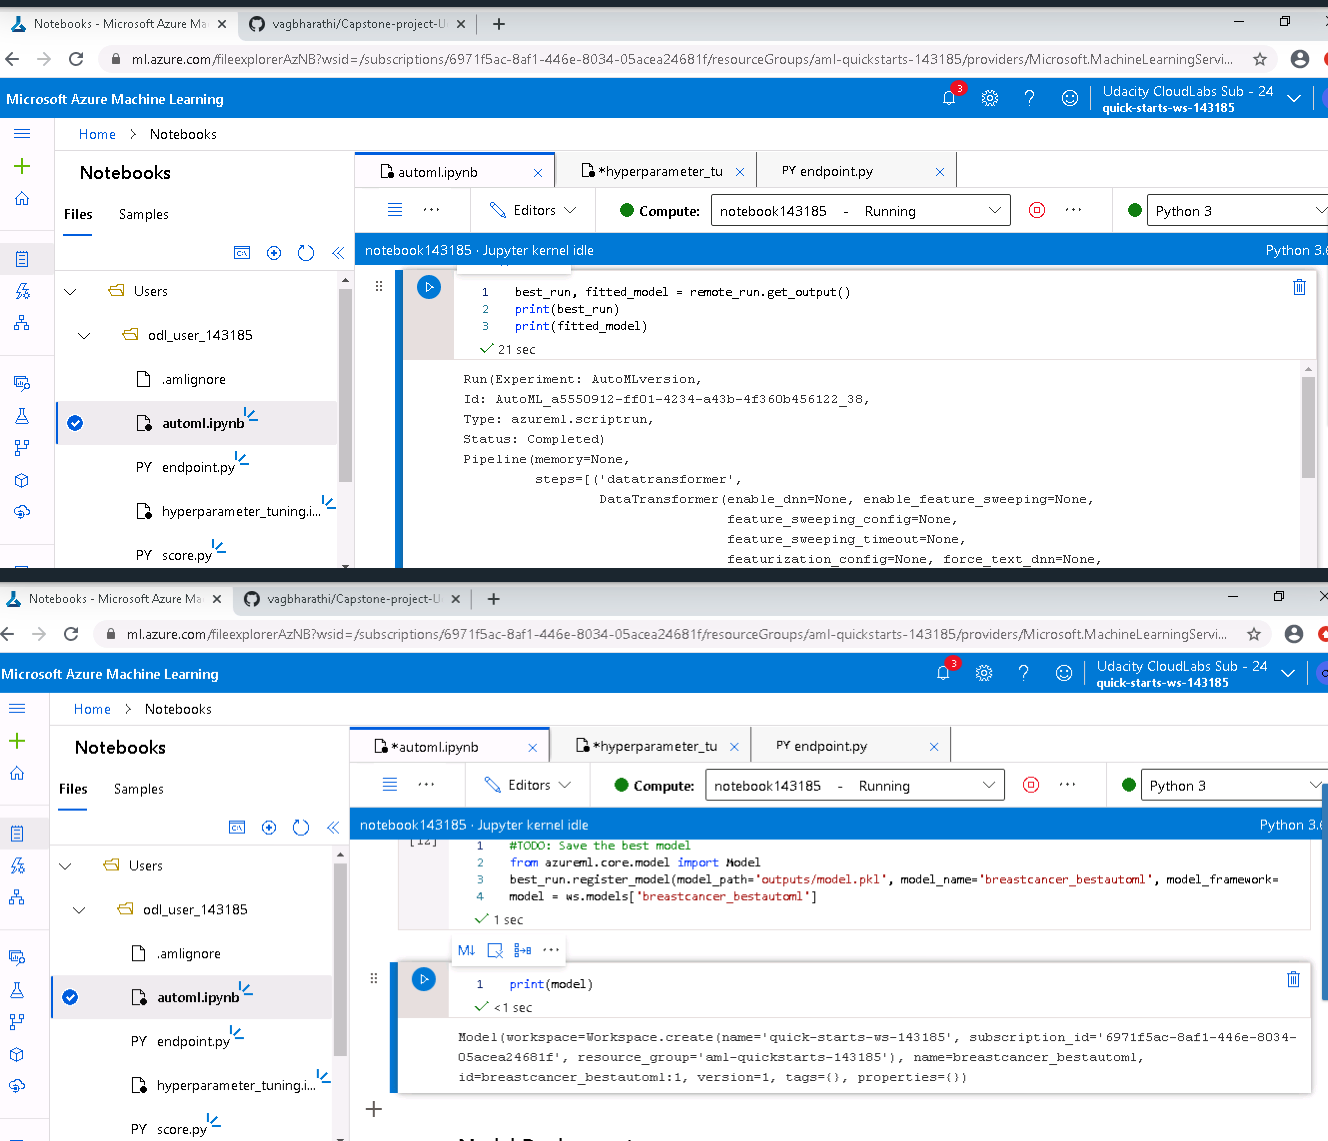 Notebooks - Microsoft Azure Ma
vagbharathi/Capstone-project-U
ml.azure.com/fileexplorerAzNB?wsid=/subscriptions/6971f5ac-8af1-446e-8034-05acea24681f/resourceGroups/aml-quickstarts-143185/providers/Microsoft.MachineLearningServi...
Microsoft Azure Machine Learning
3
Udacity CloudLabs Sub - 24
quick-starts-ws-143185
Home > Notebooks
Notebooks
automl.ipynb
*hyperparameter_tu
PY endpoint.py
Files
Samples
Editors
Compute:
notebook143185 - Running
Python 3
notebook143185 · Jupyter kernel idle
Python 3.6
Users
odl_user_143185
.amlignore
automl.ipynb
PY endpoint.py
hyperparameter_tuning.i...
PY score.py
1 best_run, fitted_model = remote_run.get_output()
2 print(best_run)
3 print(fitted_model)
21 sec
Run(Experiment: AutoMLversion,
Id: AutoML_a5550912-ff01-4234-a43b-4f360b456122_38,
Type: azureml.scriptrun,
Status: Completed)
Pipeline(memory=None,
steps=[('datatransformer',
DataTransformer(enable_dnn=None, enable_feature_sweeping=None,
feature_sweeping_config=None,
feature_sweeping_timeout=None,
featurization_config=None, force_text_dnn=None,
Notebooks - Microsoft Azure Ma
vagbharathi/Capstone-project-U
ml.azure.com/fileexplorerAzNB?wsid=/subscriptions/6971f5ac-8af1-446e-8034-05acea24681f/resourceGroups/aml-quickstarts-143185/providers/Microsoft.MachineLearningServi...
Microsoft Azure Machine Learning
3
Udacity CloudLabs Sub - 24
quick-starts-ws-143185
Home > Notebooks
Notebooks
*automl.ipynb
*hyperparameter_tu
PY endpoint.py
Files
Samples
Editors
Compute:
notebook143185 - Running
Python 3
notebook143185 · Jupyter kernel idle
Python 3.6
Users
odl_user_143185
.amlignore
automl.ipynb
PY endpoint.py
hyperparameter_tuning.i...
PY score.py
[12]
1 #TODO: Save the best model
2 from azureml.core.model import Model
3 best_run.register_model(model_path='outputs/model.pkl', model_name='breastcancer_bestautoml', model_framework=
4 model = ws.models['breastcancer_bestautoml']
1 sec
M↓
1 print(model)
<1 sec
Model(workspace=Workspace.create(name='quick-starts-ws-143185', subscription_id='6971f5ac-8af1-446e-8034-
05acea24681f', resource_group='aml-quickstarts-143185'), name=breastcancer_bestautoml,
id=breastcancer_bestautoml:1, version=1, tags={}, properties={})